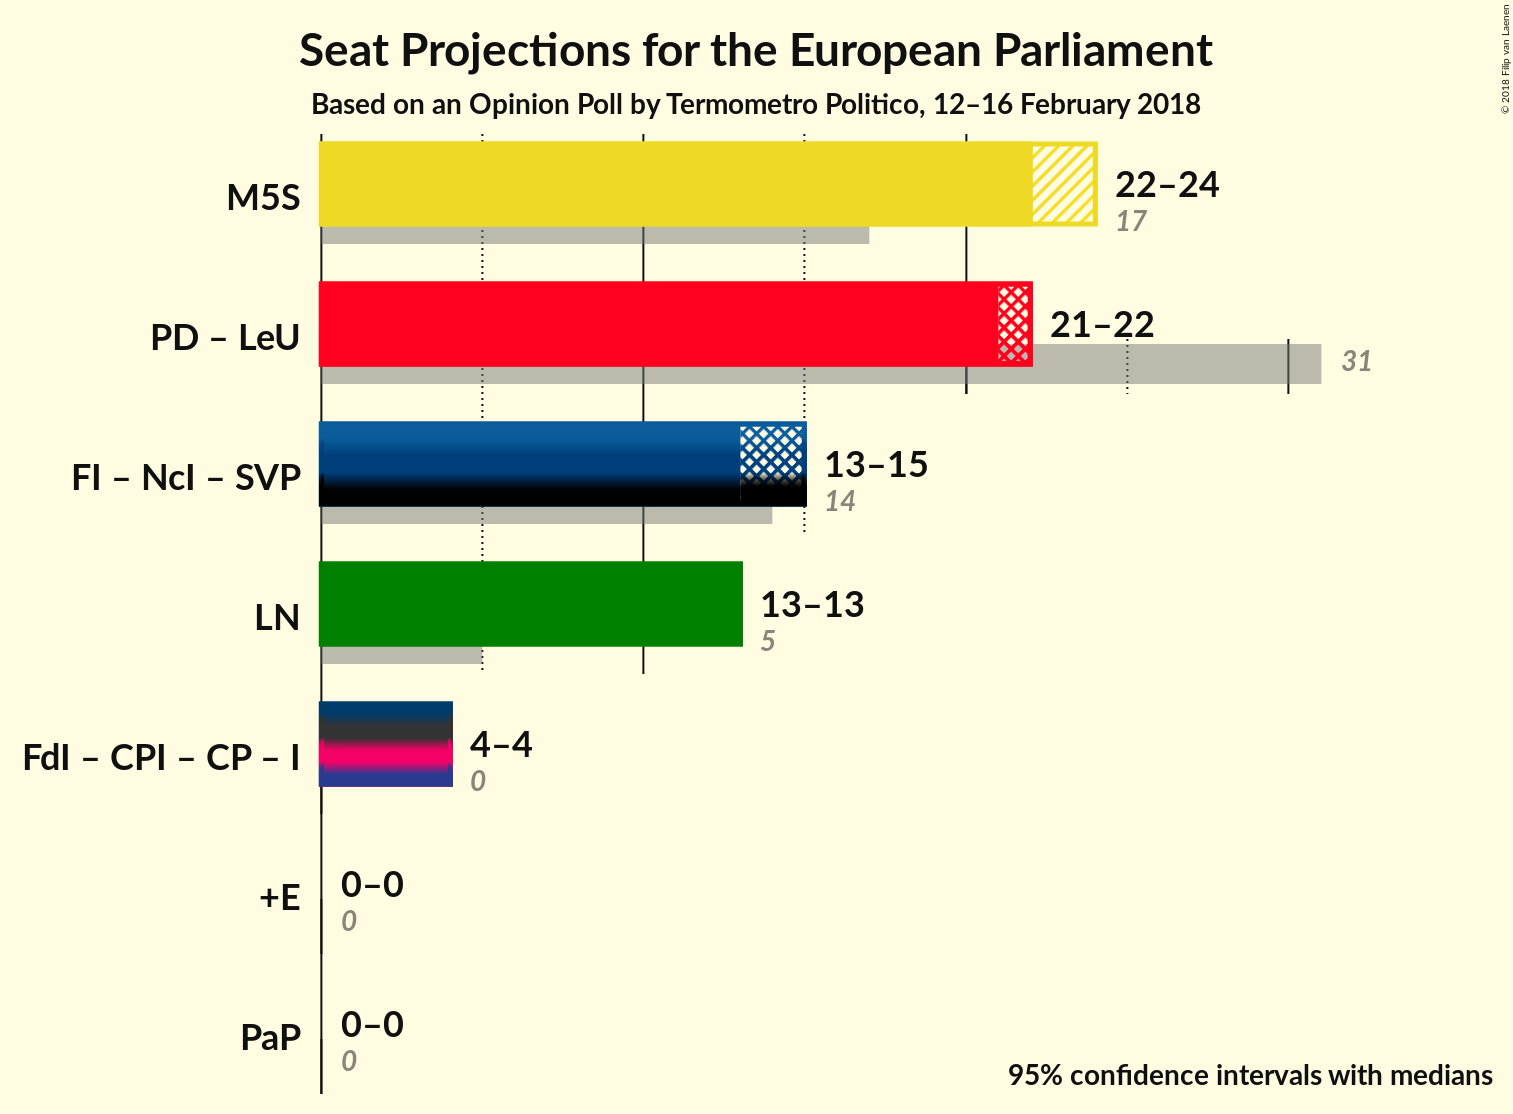 Seat Projections for the European Parliament
Based on an Opinion Poll by Termometro Politico, 12–16 February 2018
© 2018 Filip van Laenen
M5S
22–24
17
PD – LeU
21–22
31
FI – NcI – SVP
13–15
14
LN
13–13
5
FdI – CPI – CP – I
4–4
0
+E
0–0
0
PaP
0–0
0
95% confidence intervals with medians